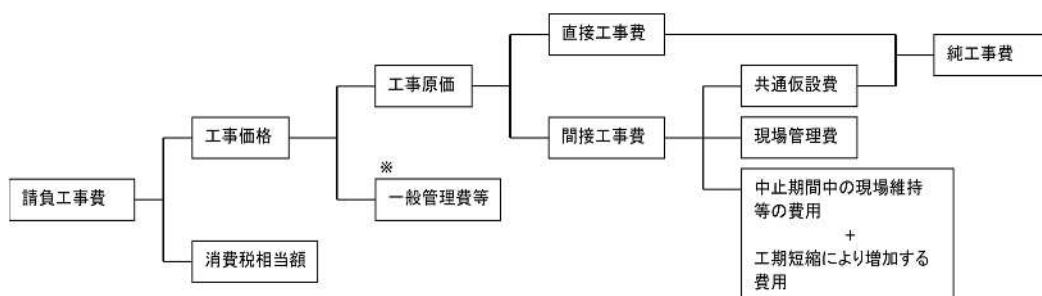 直接工事費
純工事費
工事原価
共通仮設費
工事価格
間接工事費
現場管理費
※
請負工事費
一般管理費等
中止期間中の現場維持
等の費用
+
工期短縮により増加する
費用
消費税相当額